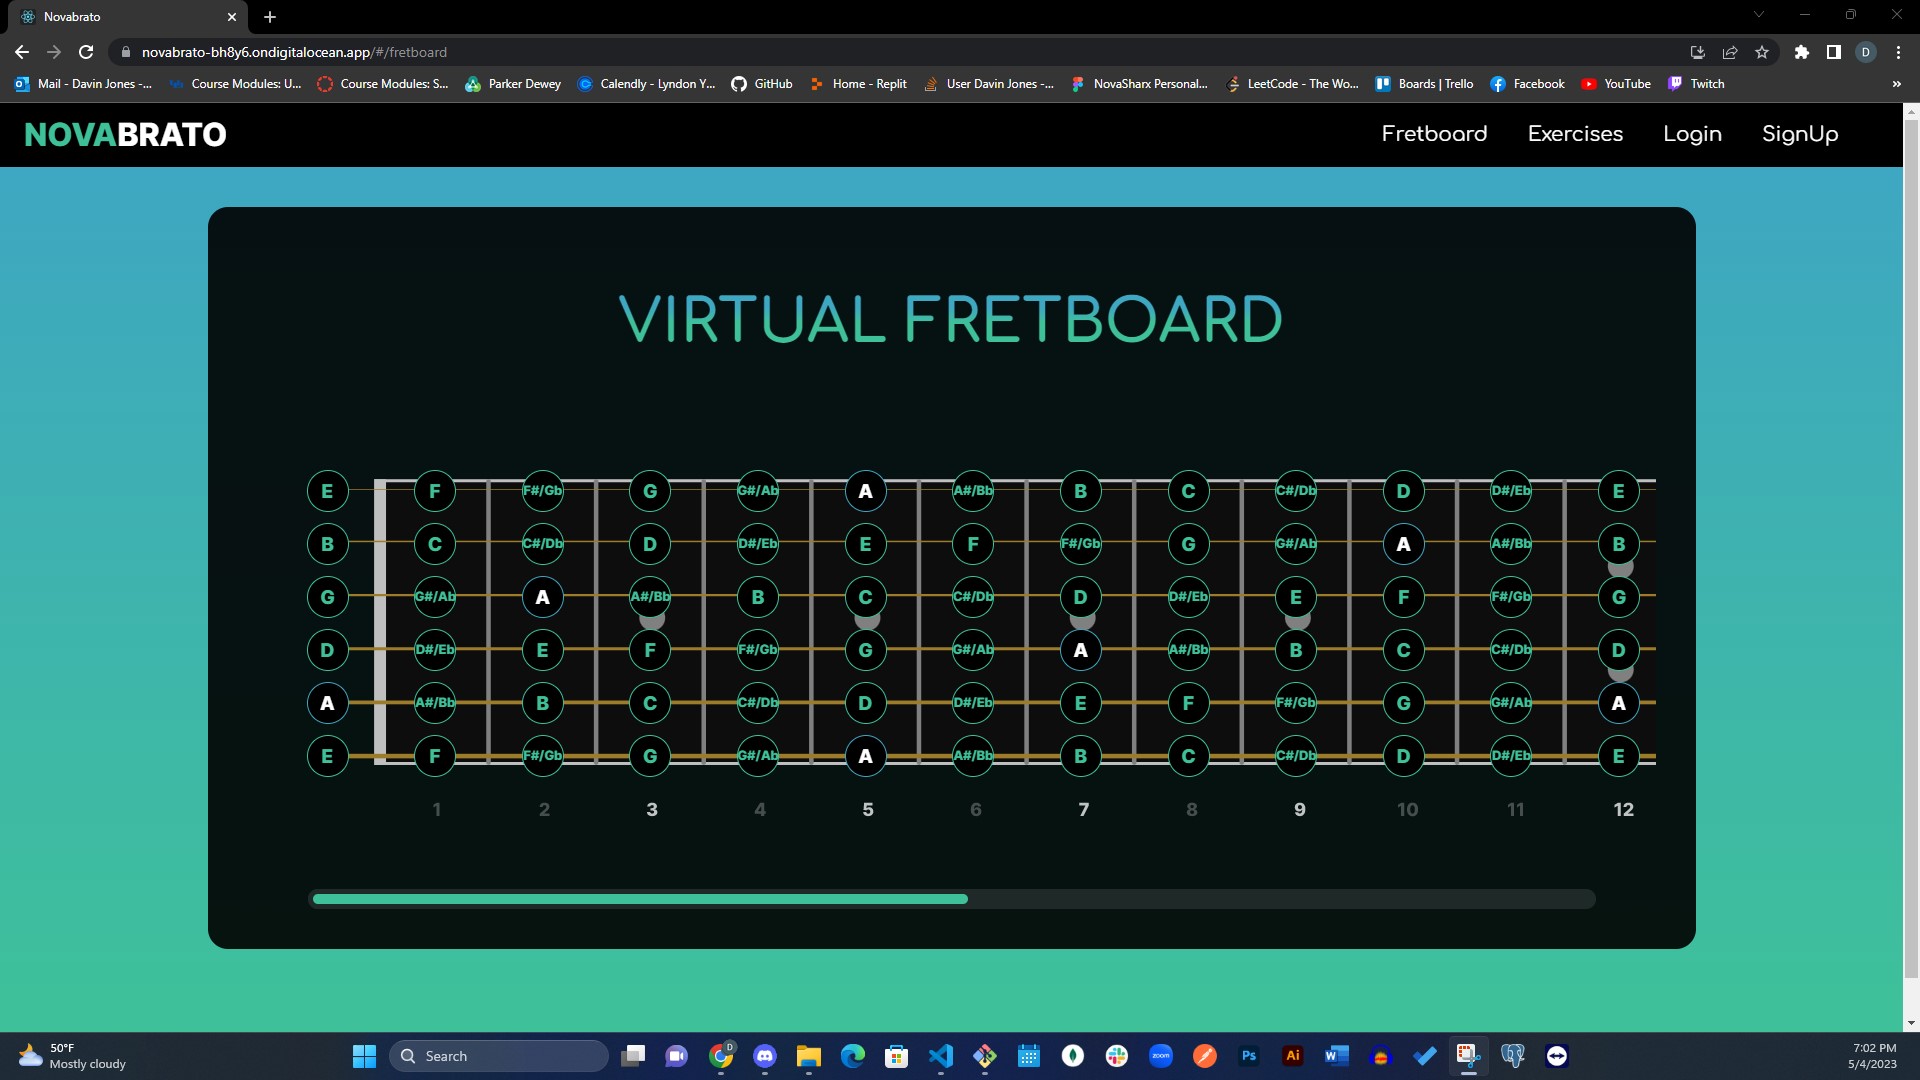 Novabrato
novabrato-bh8y6.ondigitalocean.app/#/fretboard
D
Mail - Davin Jones -... Course Modules: U... Course Modules: S... Parker Dewey Calendly - Lyndon Y... GitHub Home - Replit User Davin Jones -... NovaSharx Personal... LeetCode - The Wo... Boards | Trello Facebook YouTube Twitch »
NOVABRATO Fretboard Exercises Login SignUp
VIRTUAL FRETBOARD
E F F#/Gb G G#/Ab A A#/Bb B C C#/Db D D#/Eb E
B C C#/Db D D#/Eb E F F#/Gb G G#/Ab A A#/Bb B
G G#/Ab A A#/Bb B C C#/Db D D#/Eb E F F#/Gb G
D D#/Eb E F F#/Gb G G#/Ab A A#/Bb B C C#/Db D
A A#/Bb B C C#/Db D D#/Eb E F F#/Gb G G#/Ab A
E F F#/Gb G G#/Ab A A#/Bb B C C#/Db D D#/Eb E
1 2 3 4 5 6 7 8 9 10 11 12
50°F
Mostly cloudy
Search
D
zoom
Ps
Ai
W
7:02 PM
5/4/2023